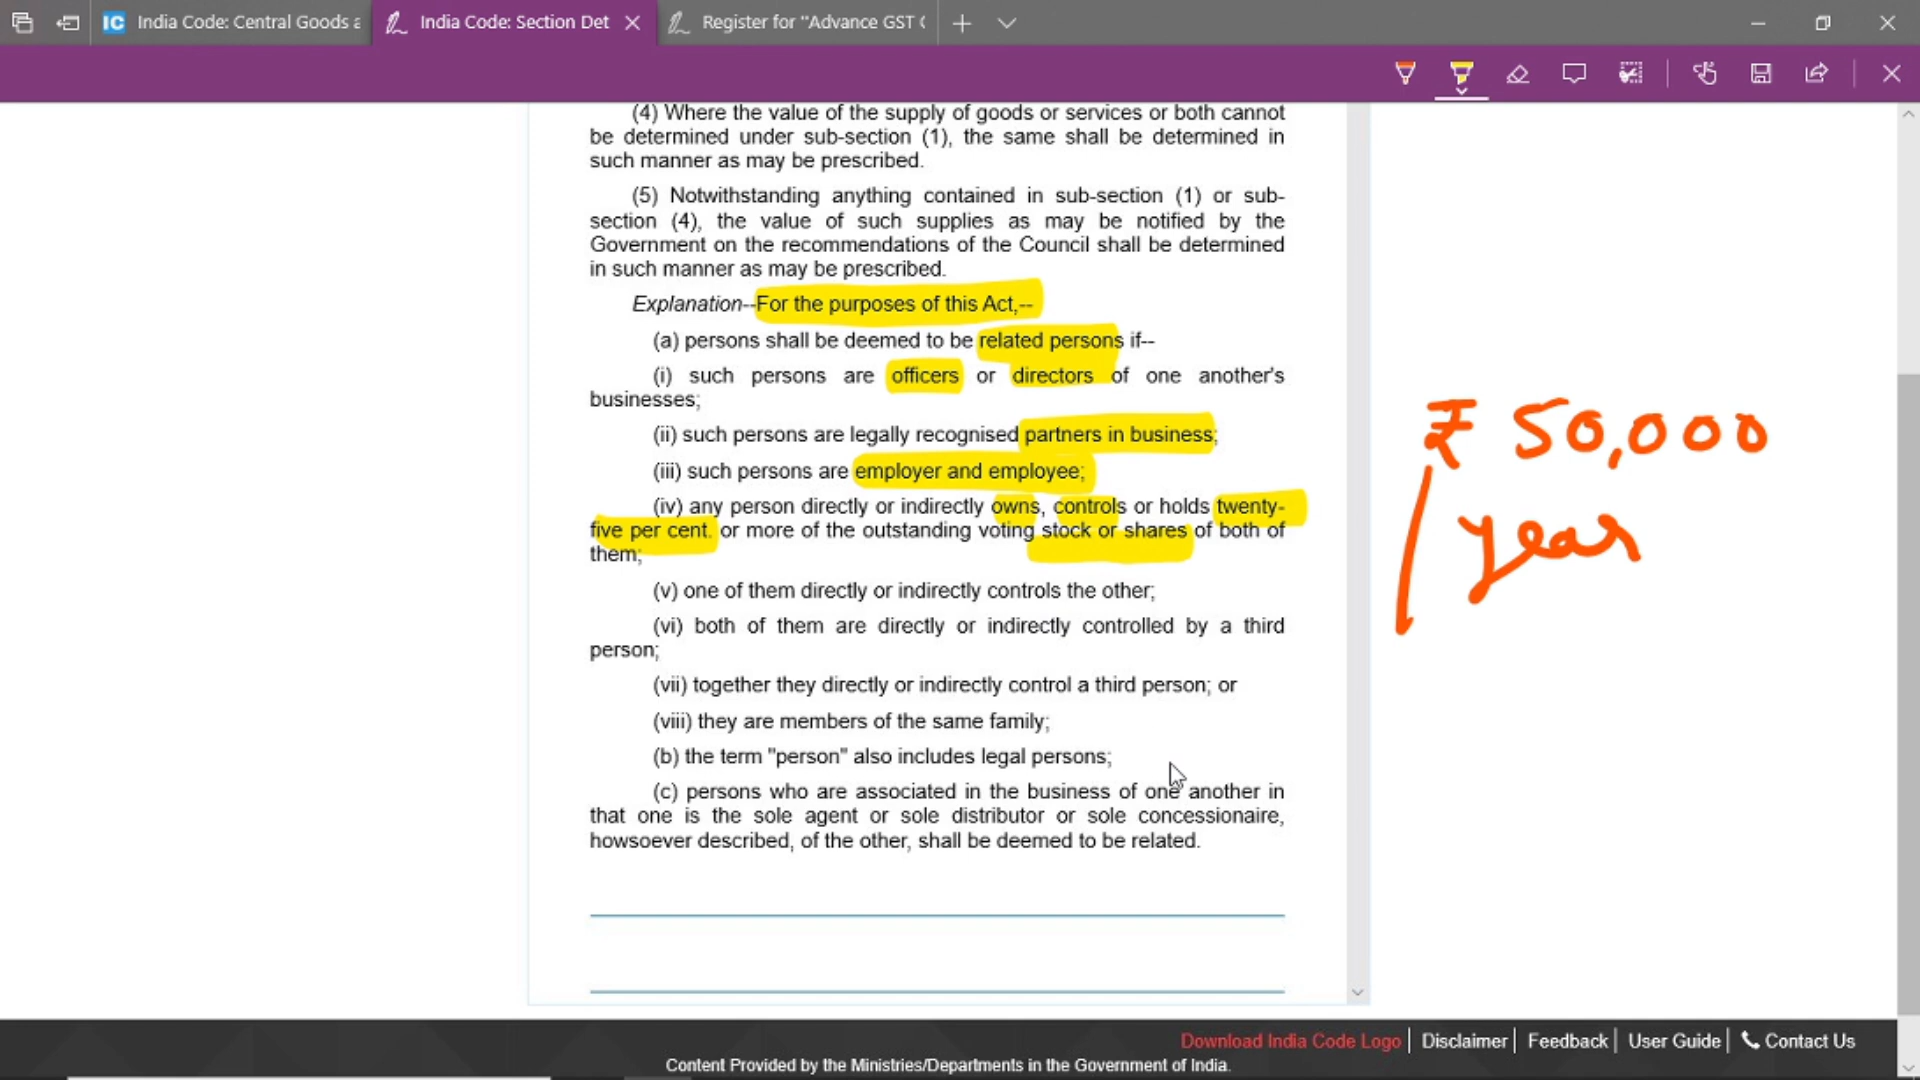 IC India Code: Central Goods a
India Code: Section Det
Register for "Advance GST C
(4) Where the value of the supply of goods or services or both cannot
be determined under sub-section (1), the same shall be determined in
such manner as may be prescribed.
(5) Notwithstanding anything contained in sub-section (1) or sub-
section (4), the value of such supplies as may be notified by the
Government on the recommendations of the Council shall be determined
in such manner as may be prescribed.
Explanation--For the purposes of this Act,--
(a) persons shall be deemed to be related persons if--
(i) such persons are officers or directors of one another's
businesses;
(ii) such persons are legally recognised partners in business;
(iii) such persons are employer and employee;
(iv) any person directly or indirectly owns, controls or holds twenty-
five per cent. or more of the outstanding voting stock or shares of both of
them;
(v) one of them directly or indirectly controls the other;
(vi) both of them are directly or indirectly controlled by a third
person;
(vii) together they directly or indirectly control a third person; or
(viii) they are members of the same family;
(b) the term "person" also includes legal persons;
(c) persons who are associated in the business of one another in
that one is the sole agent or sole distributor or sole concessionaire,
howsoever described, of the other, shall be deemed to be related.
₹ 50,000
/ year
Download India Code Logo | Disclaimer | Feedback | User Guide | Contact Us
Content Provided by the Ministries/Departments in the Government of India.